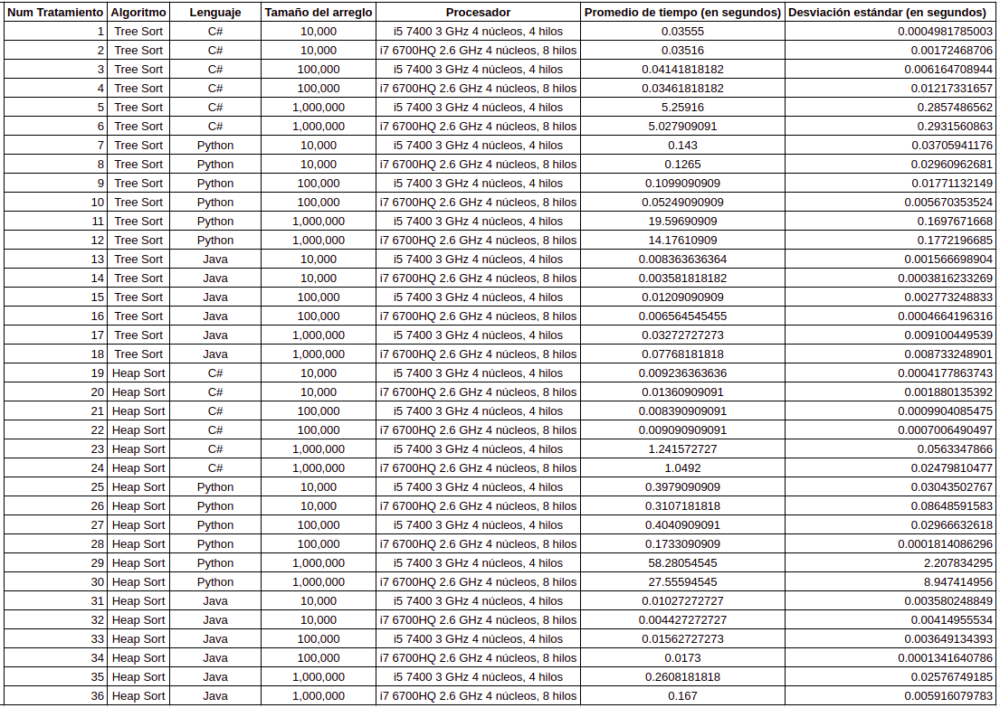 Num Tratamiento Algoritmo Lenguaje Tamaño del arreglo Procesador Promedio de tiempo (en segundos) Desviación estándar (en segundos)
1 Tree Sort C# 10,000 i5 7400 3 GHz 4 núcleos, 4 hilos 0.03555 0.0004981785003
2 Tree Sort C# 10,000 i7 6700HQ 2.6 GHz 4 núcleos, 8 hilos 0.03516 0.00172468706
3 Tree Sort C# 100,000 i5 7400 3 GHz 4 núcleos, 4 hilos 0.04141818182 0.006164708944
4 Tree Sort C# 100,000 i7 6700HQ 2.6 GHz 4 núcleos, 8 hilos 0.03461818182 0.01217331657
5 Tree Sort C# 1,000,000 i5 7400 3 GHz 4 núcleos, 4 hilos 5.25916 0.2857486562
6 Tree Sort C# 1,000,000 i7 6700HQ 2.6 GHz 4 núcleos, 8 hilos 5.027909091 0.2931560863
7 Tree Sort Python 10,000 i5 7400 3 GHz 4 núcleos, 4 hilos 0.143 0.03705941176
8 Tree Sort Python 10,000 i7 6700HQ 2.6 GHz 4 núcleos, 8 hilos 0.1265 0.02960962681
9 Tree Sort Python 100,000 i5 7400 3 GHz 4 núcleos, 4 hilos 0.1099090909 0.01771132149
10 Tree Sort Python 100,000 i7 6700HQ 2.6 GHz 4 núcleos, 8 hilos 0.05249090909 0.005670353524
11 Tree Sort Python 1,000,000 i5 7400 3 GHz 4 núcleos, 4 hilos 19.59690909 0.1697671668
12 Tree Sort Python 1,000,000 i7 6700HQ 2.6 GHz 4 núcleos, 8 hilos 14.17610909 0.1772196685
13 Tree Sort Java 10,000 i5 7400 3 GHz 4 núcleos, 4 hilos 0.008363636364 0.001566698904
14 Tree Sort Java 10,000 i7 6700HQ 2.6 GHz 4 núcleos, 8 hilos 0.003581818182 0.0003816233269
15 Tree Sort Java 100,000 i5 7400 3 GHz 4 núcleos, 4 hilos 0.01209090909 0.002773248833
16 Tree Sort Java 100,000 i7 6700HQ 2.6 GHz 4 núcleos, 8 hilos 0.006564545455 0.0004664196316
17 Tree Sort Java 1,000,000 i5 7400 3 GHz 4 núcleos, 4 hilos 0.03272727273 0.009100449539
18 Tree Sort Java 1,000,000 i7 6700HQ 2.6 GHz 4 núcleos, 8 hilos 0.07768181818 0.008733248901
19 Heap Sort C# 10,000 i5 7400 3 GHz 4 núcleos, 4 hilos 0.009236363636 0.0004177863743
20 Heap Sort C# 10,000 i7 6700HQ 2.6 GHz 4 núcleos, 8 hilos 0.01360909091 0.001880135392
21 Heap Sort C# 100,000 i5 7400 3 GHz 4 núcleos, 4 hilos 0.008390909091 0.0009904085475
22 Heap Sort C# 100,000 i7 6700HQ 2.6 GHz 4 núcleos, 8 hilos 0.009090909091 0.0007006490497
23 Heap Sort C# 1,000,000 i5 7400 3 GHz 4 núcleos, 4 hilos 1.241572727 0.0563347866
24 Heap Sort C# 1,000,000 i7 6700HQ 2.6 GHz 4 núcleos, 8 hilos 1.0492 0.02479810477
25 Heap Sort Python 10,000 i5 7400 3 GHz 4 núcleos, 4 hilos 0.3979090909 0.03043502767
26 Heap Sort Python 10,000 i7 6700HQ 2.6 GHz 4 núcleos, 8 hilos 0.3107181818 0.08648591583
27 Heap Sort Python 100,000 i5 7400 3 GHz 4 núcleos, 4 hilos 0.4040909091 0.02966632618
28 Heap Sort Python 100,000 i7 6700HQ 2.6 GHz 4 núcleos, 8 hilos 0.1733090909 0.0001814086296
29 Heap Sort Python 1,000,000 i5 7400 3 GHz 4 núcleos, 4 hilos 58.28054545 2.207834295
30 Heap Sort Python 1,000,000 i7 6700HQ 2.6 GHz 4 núcleos, 8 hilos 27.55594545 8.947414956
31 Heap Sort Java 10,000 i5 7400 3 GHz 4 núcleos, 4 hilos 0.01027272727 0.003580248849
32 Heap Sort Java 10,000 i7 6700HQ 2.6 GHz 4 núcleos, 8 hilos 0.004427272727 0.00414955534
33 Heap Sort Java 100,000 i5 7400 3 GHz 4 núcleos, 4 hilos 0.01562727273 0.003649134393
34 Heap Sort Java 100,000 i7 6700HQ 2.6 GHz 4 núcleos, 8 hilos 0.0173 0.0001341640786
35 Heap Sort Java 1,000,000 i5 7400 3 GHz 4 núcleos, 4 hilos 0.2608181818 0.02576749185
36 Heap Sort Java 1,000,000 i7 6700HQ 2.6 GHz 4 núcleos, 8 hilos 0.167 0.005916079783